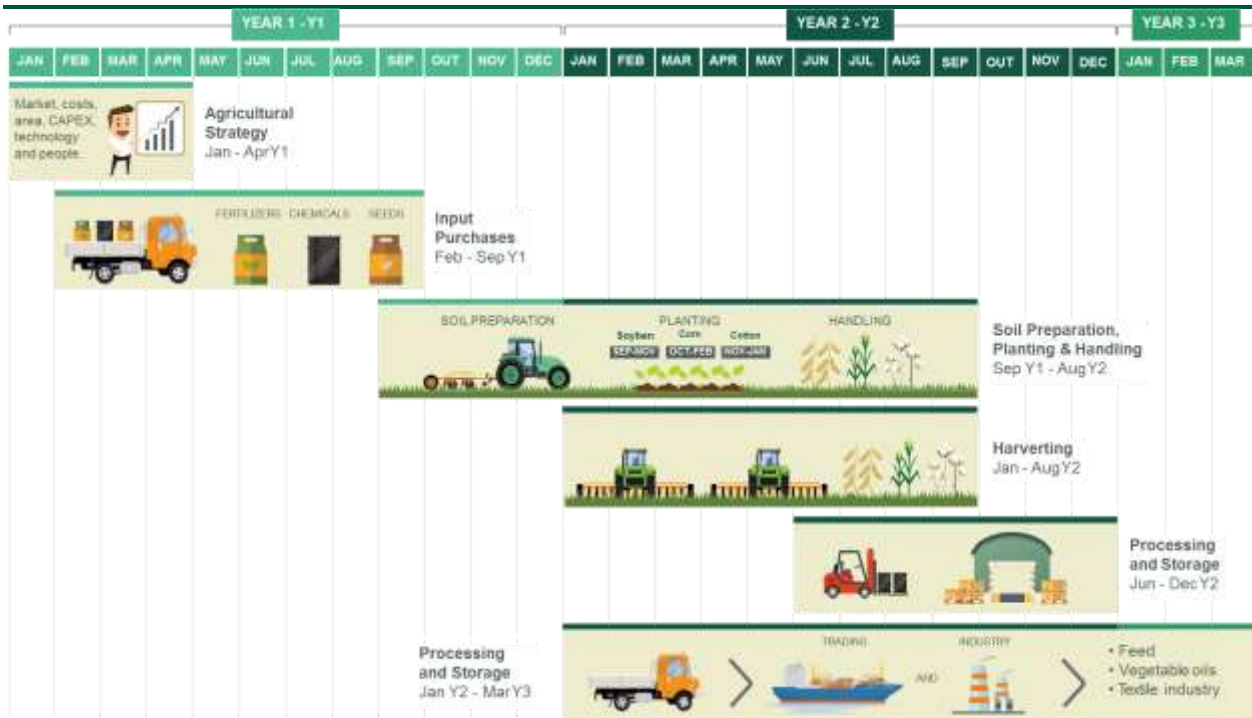 YEAR 1 - Y1
YEAR 2 - Y2
YEAR 3 - Y3
JAN FEB MAR APR MAY JUN JUL AUG SEP OUT NOV DEC JAN FEB MAR APR MAY JUN JUL AUG SEP OUT NOV DEC JAN FEB MAR
Market, costs,
area, CAPEX,
technology
and people.
Agricultural
Strategy
Jan - Apr Y1
FERTILIZERS CHEMICALS SEEDS
Input
Purchases
Feb - Sep Y1
SOIL PREPARATION
PLANTING
Soyben Corn Cotton
SEP-NOV OCT-FEB NOV-JAN
HANDLING
Soil Preparation,
Planting & Handling
Sep Y1 - Aug Y2
Harverting
Jan - Aug Y2
Processing
and Storage
Jun - Dec Y2
Processing
and Storage
Jan Y2 - Mar Y3
TRADING
AND
INDUSTRY
• Feed
• Vegetable oils
• Textile industry